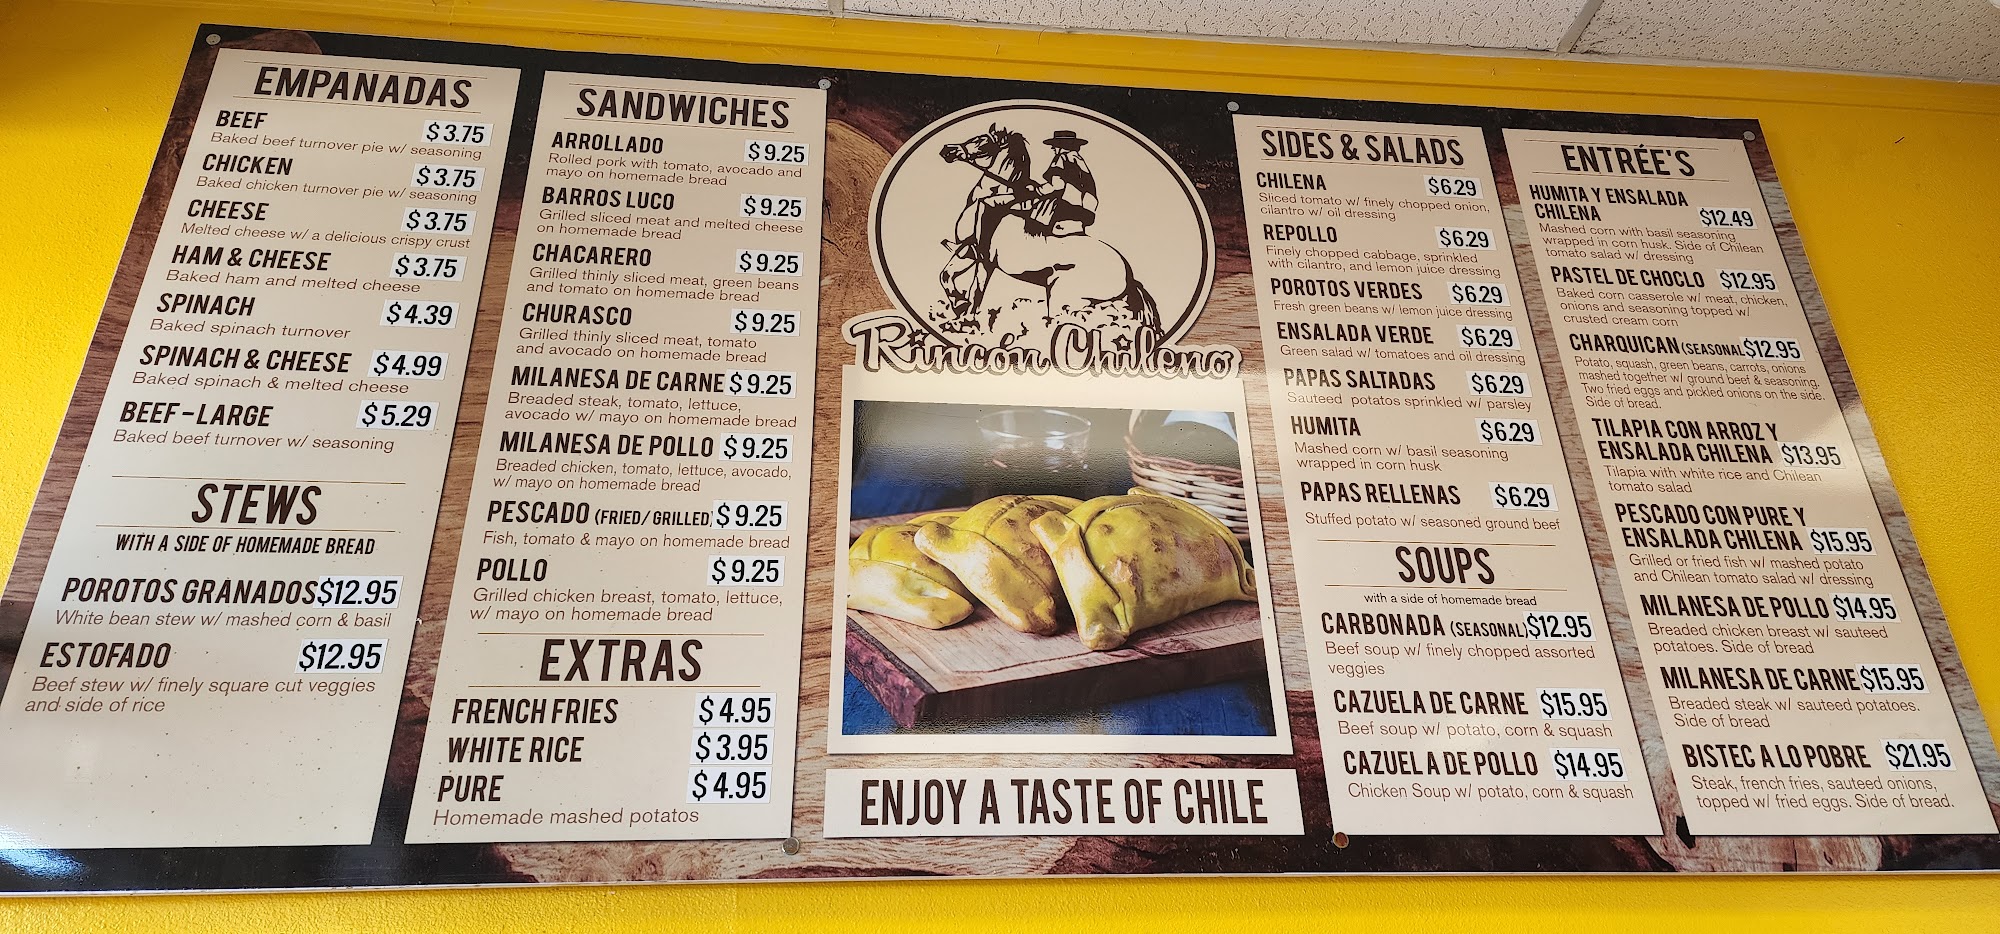 EMPANADAS
BEEF $3.75
Baked beef turnover pie w/ seasoning
CHICKEN $3.75
Baked chicken turnover pie w/ seasoning
CHEESE $3.75
Melted cheese w/ a delicious crispy crust
HAM & CHEESE $3.75
Baked ham and melted cheese
SPINACH $4.39
Baked spinach turnover
SPINACH & CHEESE $4.99
Baked spinach & melted cheese
BEEF-LARGE $5.29
Baked beef turnover w/ seasoning
STEWS
WITH A SIDE OF HOMEMADE BREAD
POROTOS GRANADOS $12.95
White bean stew w/ mashed corn & basil
ESTOFADO $12.95
Beef stew w/ finely square cut veggies
and side of rice
SANDWICHES
ARROLLADO $9.25
Rolled pork with tomato, avocado and
mayo on homemade bread
BARROS LUCO $9.25
Grilled sliced meat and melted cheese
on homemade bread
CHACARERO $9.25
Grilled thinly sliced meat, green beans
and tomato on homemade bread
CHURASCO $9.25
Grilled thinly sliced meat, tomato
and avocado on homemade bread
MILANESA DE CARNE $9.25
Breaded steak, tomato, lettuce,
avocado w/ mayo on homemade bread
MILANESA DE POLLO $9.25
Breaded chicken, tomato, lettuce, avocado,
w/ mayo on homemade bread
PESCADO (FRIED/ GRILLED) $9.25
Fish, tomato & mayo on homemade bread
POLLO $9.25
Grilled chicken breast, tomato, lettuce,
w/ mayo on homemade bread
EXTRAS
FRENCH FRIES $4.95
WHITE RICE $3.95
PURE $4.95
Homemade mashed potatos
Rincón Chileno
ENJOY A TASTE OF CHILE
SIDES & SALADS
CHILENA $6.29
Sliced tomato w/ finely chopped onion,
cilantro w/ oil dressing
REPOLLO $6.29
Finely chopped cabbage, sprinkled
with cilantro, and lemon juice dressing
POROTOS VERDES $6.29
Fresh green beans w/ lemon juice dressing
ENSALADA VERDE $6.29
Green salad w/ tomatoes and oil dressing
PAPAS SALTADAS $6.29
Sauteed potatoes sprinkled w/ parsley
HUMITA $6.29
Mashed corn w/ basil seasoning
wrapped in corn husk
PAPAS RELLENAS $6.29
Stuffed potato w/ seasoned ground beef
SOUPS
with a side of homemade bread
CARBONADA (SEASONAL) $12.95
Beef soup w/ finely chopped assorted
veggies
CAZUELA DE CARNE $15.95
Beef soup w/ potato, corn & squash
CAZUELA DE POLLO $14.95
Chicken Soup w/ potato, corn & squash
ENTRÉE'S
HUMITA Y ENSALADA
CHILENA $12.49
Mashed corn with basil seasoning
wrapped in corn husk. Side of Chilean
tomato salad w/ dressing
PASTEL DE CHOCLO $12.95
Baked corn casserole w/ meat, chicken,
onions and seasoning topped w/
crusted cream corn
CHARQUICAN (SEASONAL $12.95
Potato, squash, green beans, carrots, onions
mashed together w/ ground beef & seasoning.
Two fried eggs and pickled onions on the side.
Side of bread.
TILAPIA CON ARROZ Y
ENSALADA CHILENA $13.95
Tilapia with white rice and Chilean
tomato salad
PESCADO CON PURE Y
ENSALADA CHILENA $15.95
Grilled or fried fish w/ mashed potato
and Chilean tomato salad w/ dressing
MILANESA DE POLLO $14.95
Breaded chicken breast w/ sauteed
potatoes. Side of bread
MILANESA DE CARNE $15.95
Breaded steak w/ sauteed potatoes.
Side of bread
BISTEC A LO POBRE $21.95
Steak, french fries, sauteed onions,
topped w/ fried eggs. Side of bread.